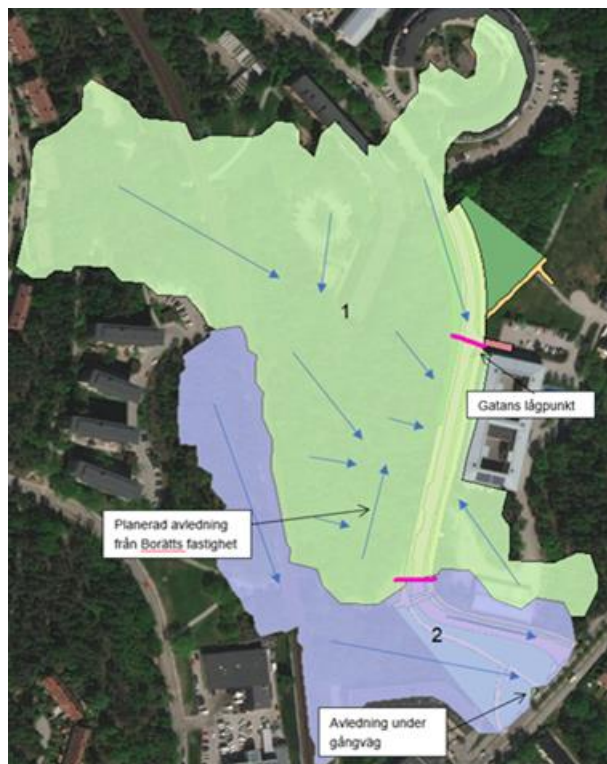 1
Gatans lågpunkt
Planerad avledning
från Borätts fastighet
2
Avledning under
gångväg